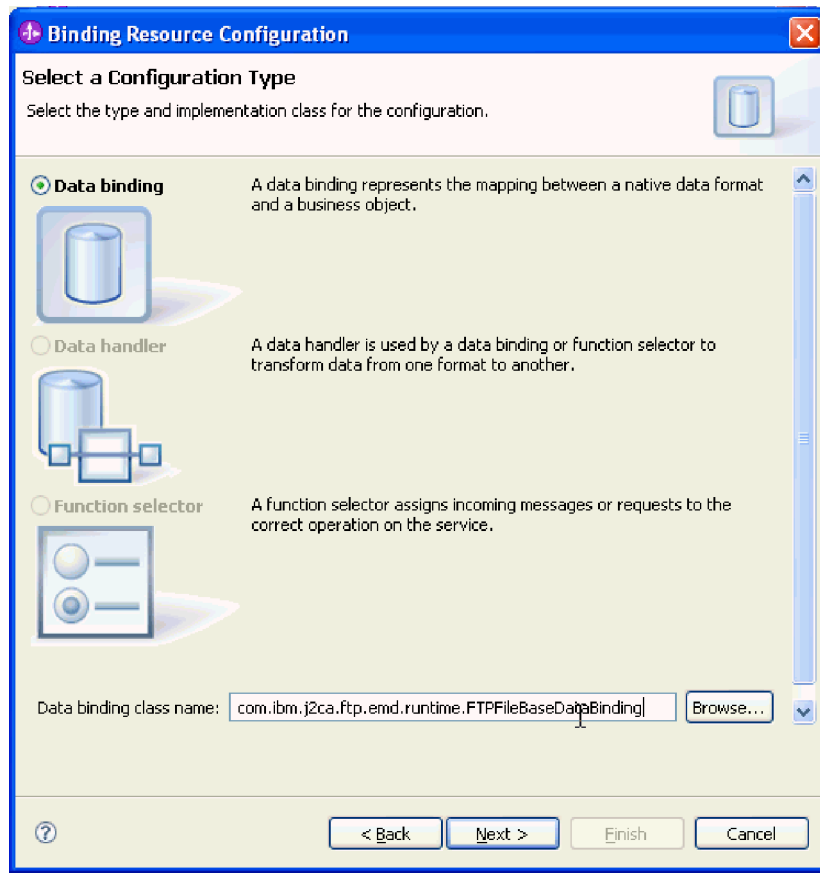 Binding Resource Configuration
Select a Configuration Type
Select the type and implementation class for the configuration.
Data binding
A data binding represents the mapping between a native data format
and a business object.
Data handler
A data handler is used by a data binding or function selector to
transform data from one format to another.
Function selector
A function selector assigns incoming messages or requests to the
correct operation on the service.
Data binding class name: com.ibm.j2ca.ftp.emd.runtime.FTPFileBaseDataBinding Browse...
? < Back Next > Finish Cancel